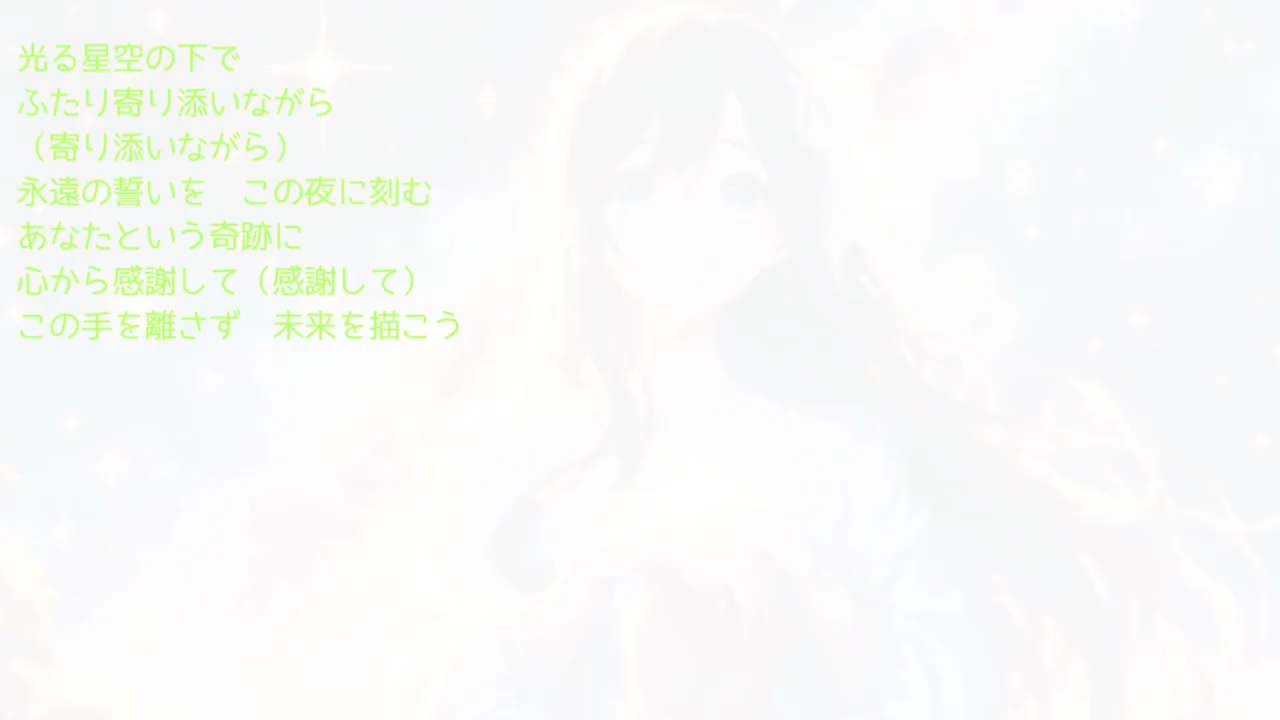 光る星空の下で
ふたり寄り添いながら
（寄り添いながら）
永遠の誓いを　この夜に刻む
あなたという奇跡に
心から感謝して（感謝して）
この手を離さず　未来を描こう